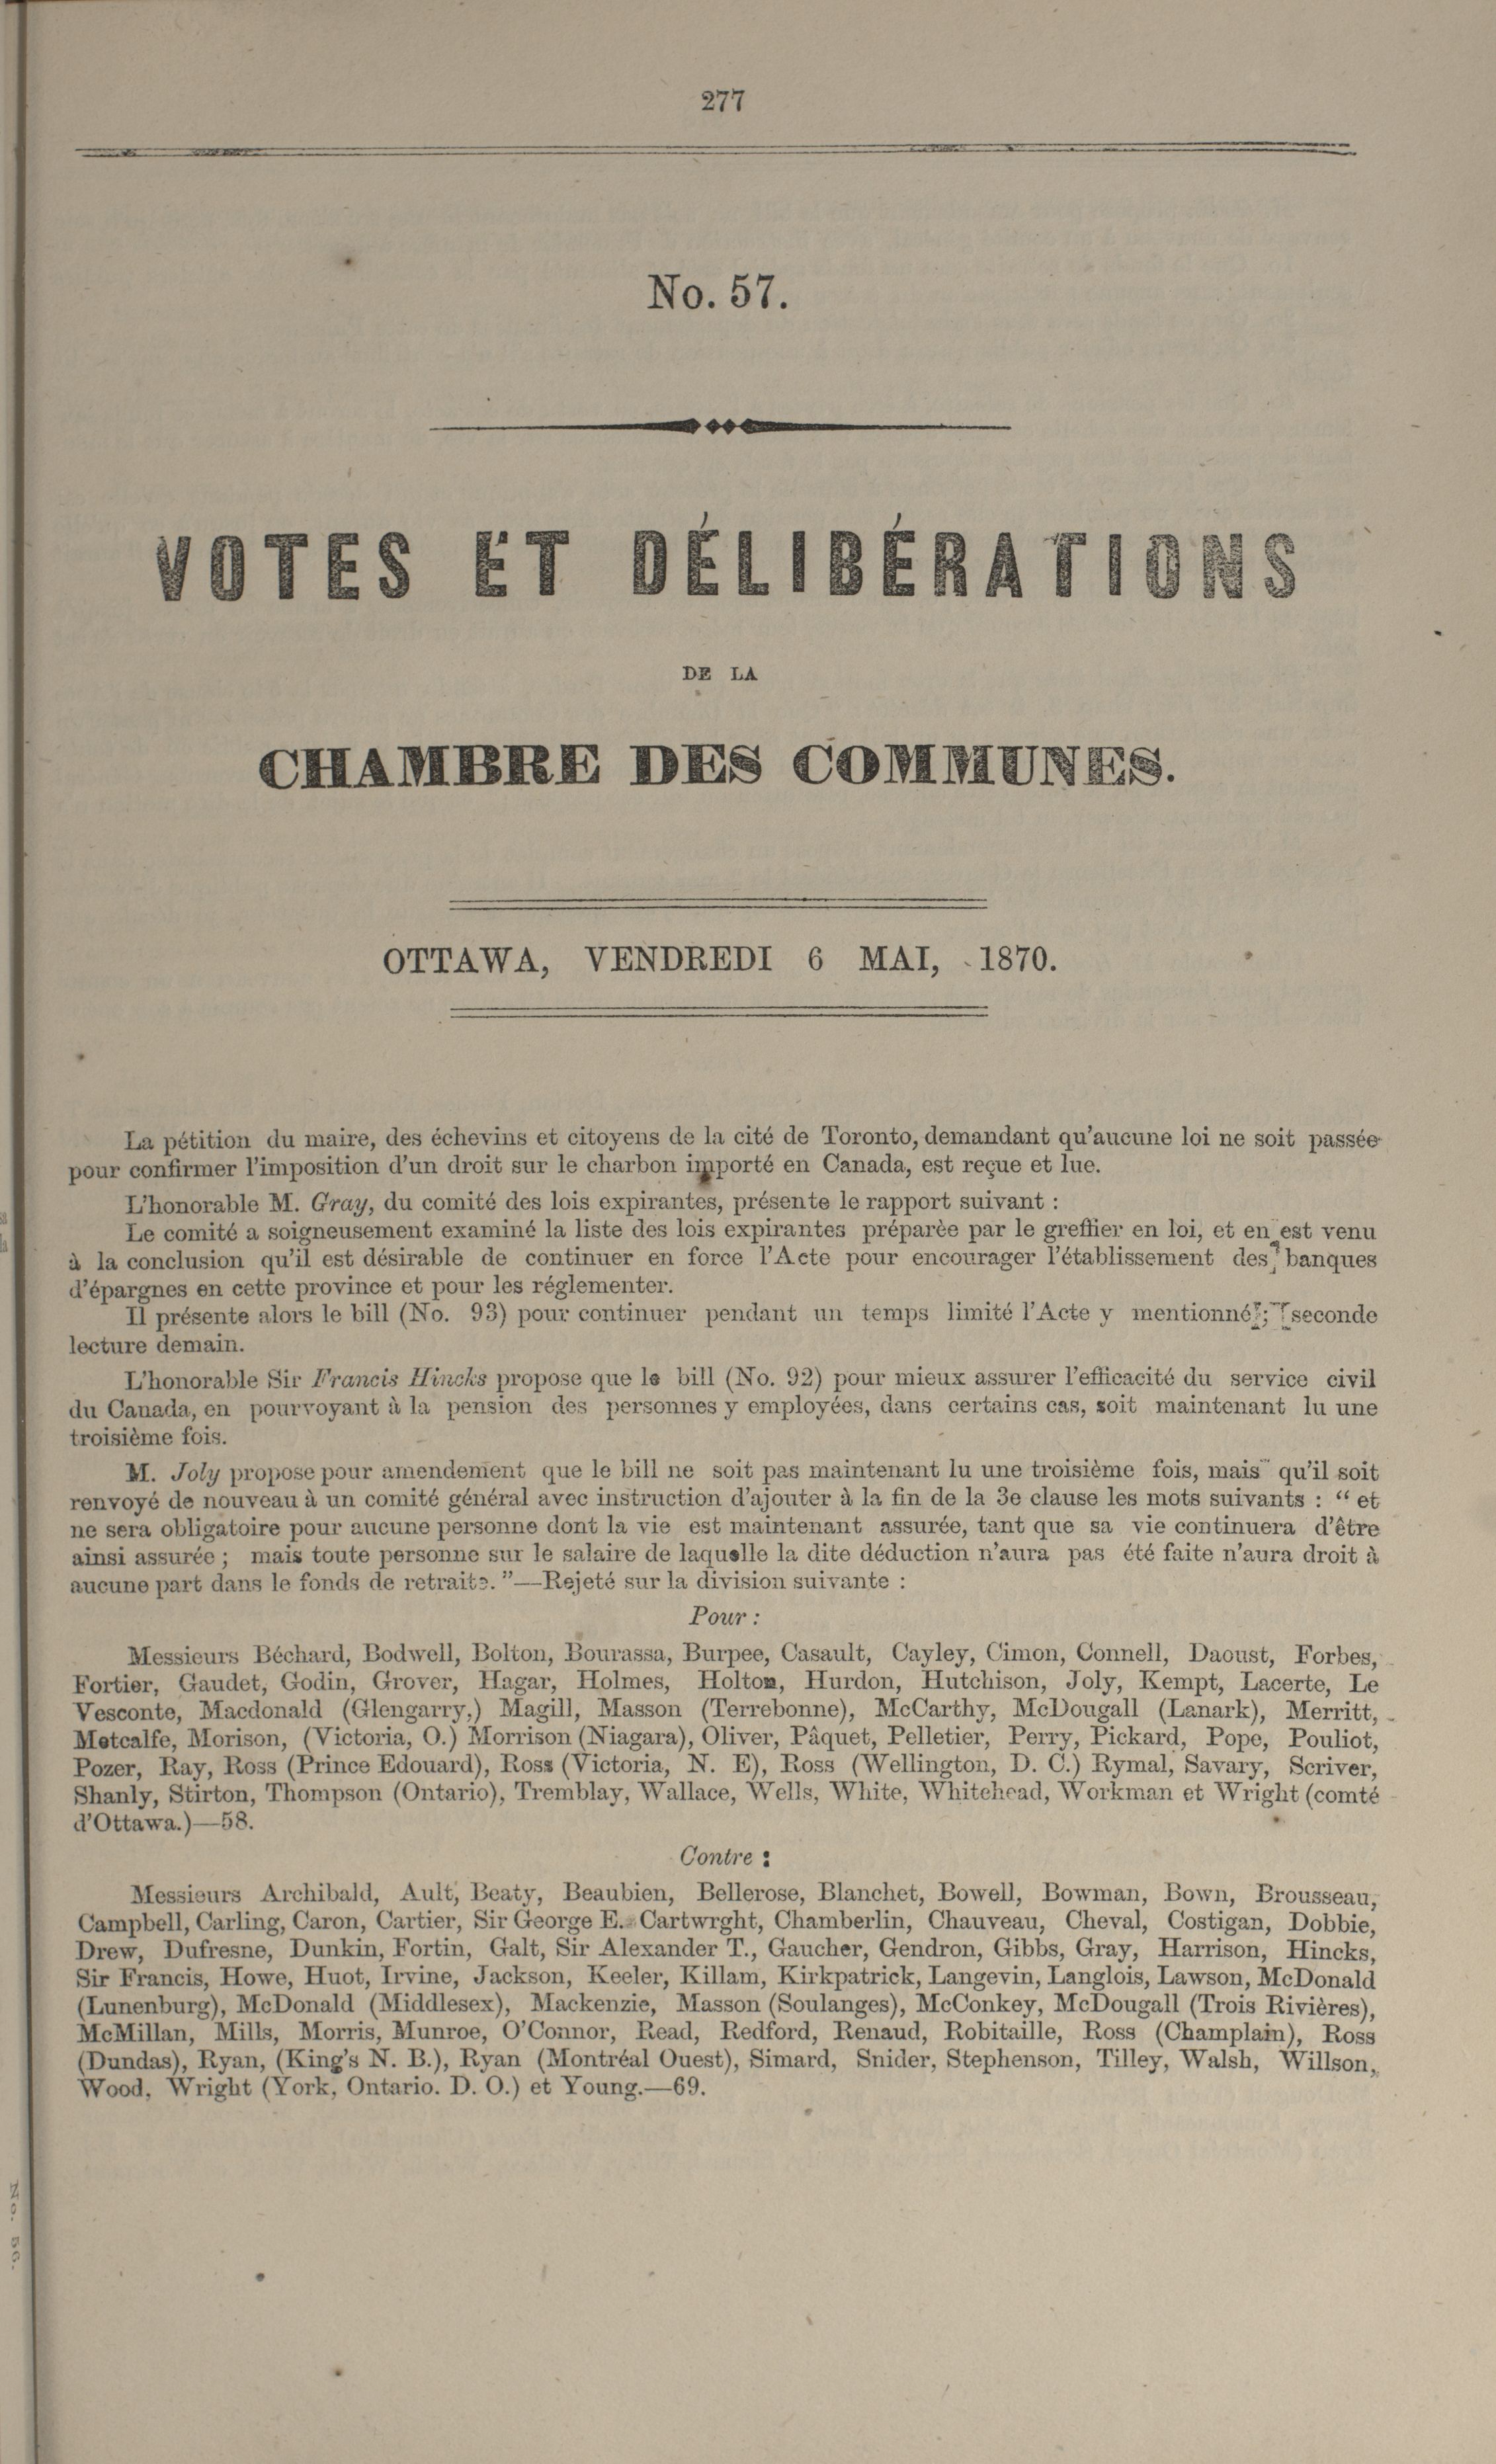 277
No. 57.
VOTES ET DÉLIBÉRATIONS
DE LA
CHAMBRE DES COMMUNES.
OTTAWA, VENDREDI 6 MAI, 1870.
La pétition du maire, des échevins et citoyens de la cité de Toronto, demandant qu'aucune loi ne soit passée
pour confirmer l'imposition d'un droit sur le charbon importé en Canada, est reçue et lue.
L'honorable M. Gray, du comité des lois expirantes, présente le rapport suivant :
Le comité a soigneusement examiné la liste des lois expirantes préparèe par le greffier en loi, et en est venu
à la conclusion qu'il est désirable de continuer en force l'Acte pour encourager l'établissement des banques
d'épargnes en cette province et pour les réglementer.
Il présente alors le bill (No. 93) pour continuer pendant un temps limité l'Acte y mentionné ; seconde
lecture demain.
L'honorable Sir Francis Hincks propose que le bill (No. 92) pour mieux assurer l'efficacité du service civil
du Canada, en pourvoyant à la pension des personnes y employées, dans certains cas, soit maintenant lu une
troisième fois.
M. Joly propose pour amendement que le bill ne soit pas maintenant lu une troisième fois, mais qu'il soit
renvoyé de nouveau à un comité général avec instruction d'ajouter à la fin de la 3e clause les mots suivants : “ et
ne sera obligatoire pour aucune personne dont la vie est maintenant assurée, tant que sa vie continuera d'être
ainsi assurée ; mais toute personne sur le salaire de laquelle la dite déduction n'aura pas été faite n'aura droit à
aucune part dans le fonds de retraite. ”—Rejeté sur la division suivante :
Pour :
Messieurs Béchard, Bodwell, Bolton, Bourassa, Burpee, Casault, Cayley, Cimon, Connell, Daoust, Forbes,
Fortier, Gaudet, Godin, Grover, Hagar, Holmes, Holton, Hurdon, Hutchison, Joly, Kempt, Lacerte, Le
Vesconte, Macdonald (Glengarry,) Magill, Masson (Terrebonne), McCarthy, McDougall (Lanark), Merritt,
Metcalfe, Morison, (Victoria, O.) Morrison (Niagara), Oliver, Pâquet, Pelletier, Perry, Pickard, Pope, Pouliot,
Pozer, Ray, Ross (Prince Edouard), Ross (Victoria, N. E), Ross (Wellington, D. C.) Rymal, Savary, Scriver,
Shanly, Stirton, Thompson (Ontario), Tremblay, Wallace, Wells, White, Whitehead, Workman et Wright (comté
d'Ottawa.)—58.
Contre :
Messieurs Archibald, Ault, Beaty, Beaubien, Bellerose, Blanchet, Bowell, Bowman, Bown, Brousseau,
Campbell, Carling, Caron, Cartier, Sir George E. Cartwrght, Chamberlin, Chauveau, Cheval, Costigan, Dobbie,
Drew, Dufresne, Dunkin, Fortin, Galt, Sir Alexander T., Gaucher, Gendron, Gibbs, Gray, Harrison, Hincks,
Sir Francis, Howe, Huot, Irvine, Jackson, Keeler, Killam, Kirkpatrick, Langevin, Langlois, Lawson, McDonald
(Lunenburg), McDonald (Middlesex), Mackenzie, Masson (Soulanges), McConkey, McDougall (Trois Rivières),
McMillan, Mills, Morris, Munroe, O'Connor, Read, Redford, Renaud, Robitaille, Ross (Champlain), Ross
(Dundas), Ryan, (King's N. B.), Ryan (Montréal Ouest), Simard, Snider, Stephenson, Tilley, Walsh, Willson,
Wood, Wright (York, Ontario. D. O.) et Young.—69.